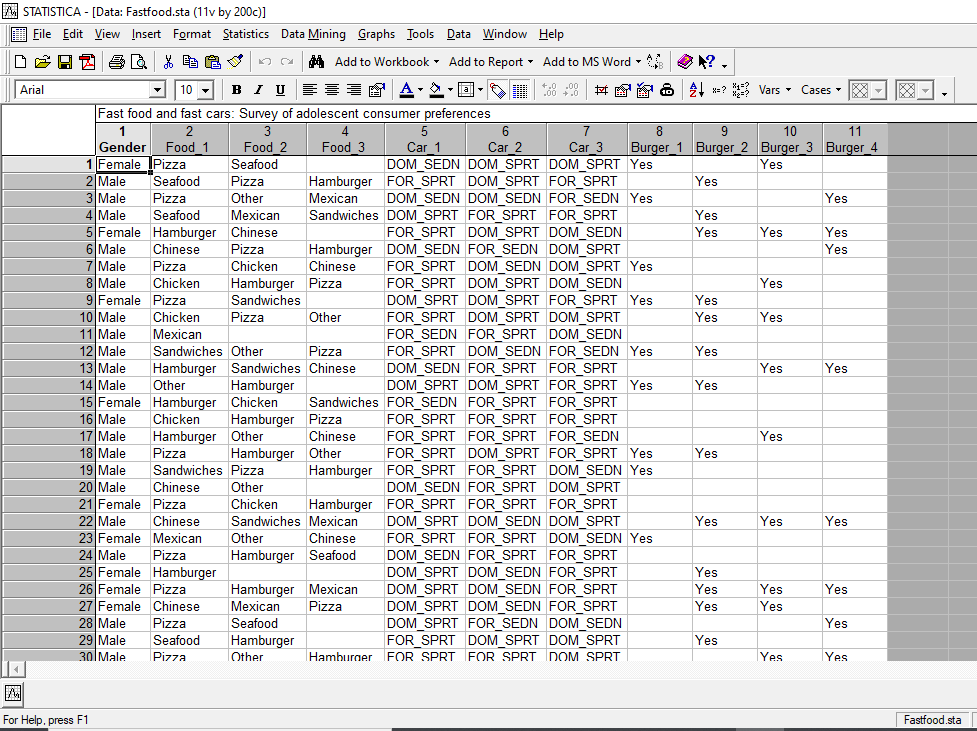 STATISTICA - [Data: Fastfood.sta (11v by 200c)]
File Edit View Insert Format Statistics Data Mining Graphs Tools Data Window Help
Add to Workbook Add to Report Add to MS Word
Arial 10 B I U Vars Cases
Fast food and fast cars: Survey of adolescent consumer preferences
1 2 3 4 5 6 7 8 9 10 11
Gender Food_1 Food_2 Food_3 Car_1 Car_2 Car_3 Burger_1 Burger_2 Burger_3 Burger_4
1 Female Pizza Seafood DOM_SEDN DOM_SPRT DOM_SPRT Yes Yes
2 Male Seafood Pizza Hamburger FOR_SPRT DOM_SPRT FOR_SPRT Yes
3 Male Pizza Other Mexican DOM_SEDN DOM_SEDN FOR_SEDN Yes Yes
4 Male Seafood Mexican Sandwiches DOM_SPRT FOR_SPRT FOR_SPRT Yes
5 Female Hamburger Chinese FOR_SPRT DOM_SPRT DOM_SEDN Yes Yes Yes
6 Male Chinese Pizza Hamburger DOM_SEDN FOR_SEDN DOM_SPRT Yes
7 Male Pizza Chicken Chinese FOR_SPRT DOM_SEDN DOM_SPRT Yes
8 Male Chicken Hamburger Pizza FOR_SPRT DOM_SPRT DOM_SEDN Yes
9 Female Pizza Sandwiches DOM_SPRT DOM_SPRT FOR_SPRT Yes Yes
10 Male Chicken Pizza Other FOR_SPRT DOM_SEDN DOM_SPRT Yes Yes
11 Male Mexican FOR_SEDN FOR_SPRT DOM_SEDN
12 Male Sandwiches Other Pizza FOR_SPRT DOM_SEDN FOR_SEDN Yes Yes
13 Male Hamburger Sandwiches Chinese DOM_SEDN FOR_SPRT FOR_SPRT Yes Yes
14 Male Other Hamburger DOM_SPRT DOM_SPRT FOR_SPRT Yes Yes
15 Female Hamburger Chicken Sandwiches FOR_SEDN FOR_SPRT FOR_SPRT
16 Male Chicken Hamburger Pizza FOR_SPRT DOM_SPRT FOR_SPRT
17 Male Hamburger Other Chinese FOR_SPRT FOR_SPRT FOR_SEDN Yes
18 Male Pizza Hamburger Other FOR_SPRT DOM_SPRT FOR_SPRT Yes Yes
19 Male Sandwiches Pizza Hamburger FOR_SPRT FOR_SPRT DOM_SEDN Yes
20 Male Chinese Other DOM_SEDN FOR_SEDN DOM_SPRT
21 Female Pizza Chicken Hamburger FOR_SPRT FOR_SPRT FOR_SPRT
22 Male Chinese Sandwiches Mexican DOM_SPRT DOM_SEDN DOM_SPRT Yes Yes Yes
23 Female Mexican Other Chinese FOR_SPRT FOR_SPRT DOM_SEDN Yes
24 Male Pizza Hamburger Seafood DOM_SEDN FOR_SPRT FOR_SPRT
25 Female Hamburger DOM_SPRT DOM_SEDN FOR_SPRT Yes
26 Female Pizza Hamburger Mexican DOM_SPRT DOM_SEDN FOR_SPRT Yes Yes Yes
27 Female Chinese Mexican Pizza DOM_SPRT DOM_SEDN FOR_SPRT Yes Yes
28 Male Pizza Seafood DOM_SPRT FOR_SEDN DOM_SEDN Yes
29 Male Seafood Hamburger FOR_SPRT DOM_SPRT DOM_SEDN Yes
30 Male Pizza Other Hamburger FOR_SPRT FOR_SPRT DOM_SPRT Yes Yes
For Help, press F1 Fastfood.sta